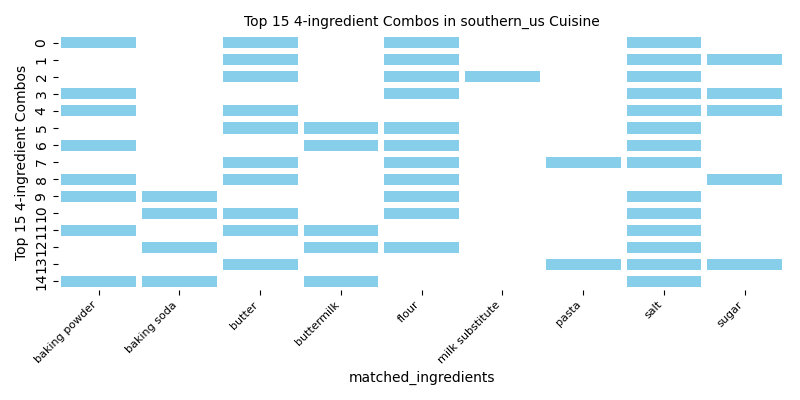 Top 15 4-ingredient Combos in southern_us Cuisine
Top 15 4-ingredient Combos
0
1
2
3
4
5
6
7
8
9
10
11
12
13
14
baking powder
baking soda
butter
buttermilk
flour
milk substitute
pasta
salt
sugar
matched_ingredients